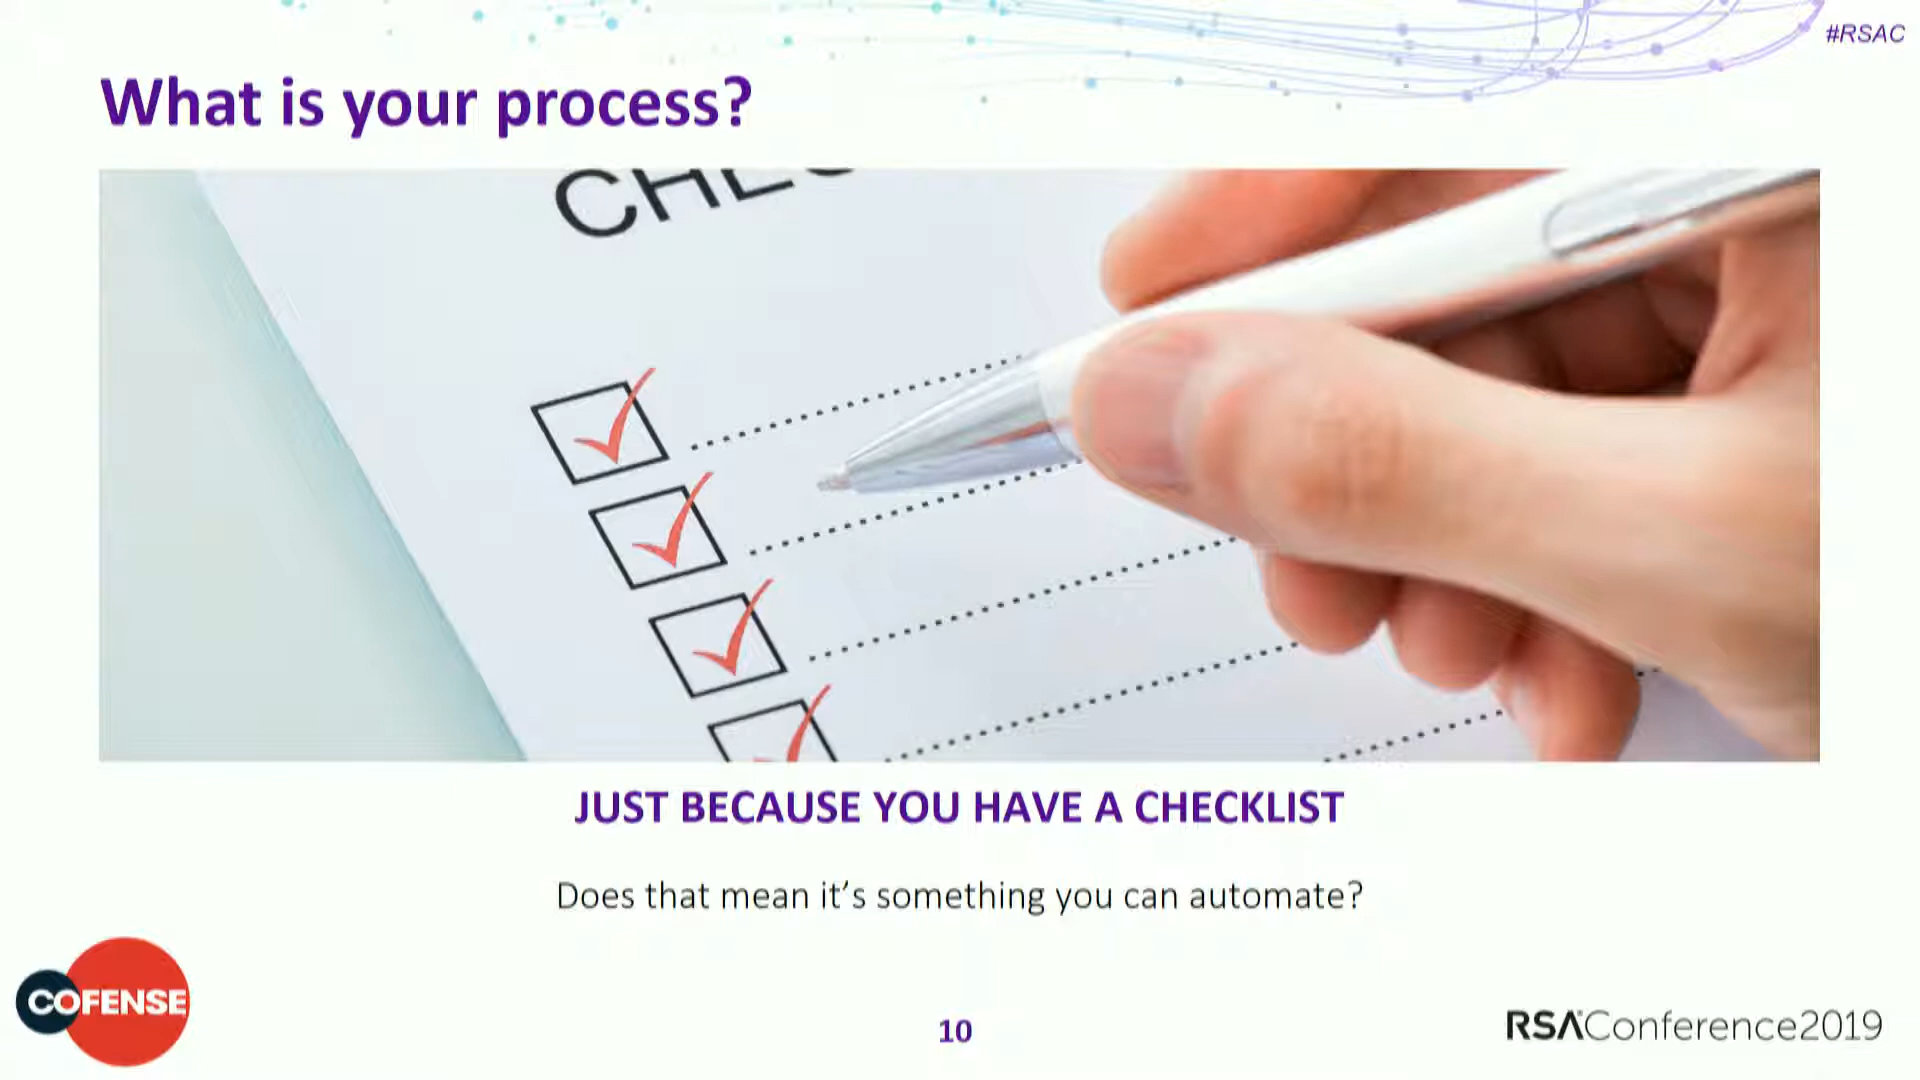 #RSAC
What is your process?
JUST BECAUSE YOU HAVE A CHECKLIST
Does that mean it’s something you can automate?
COFENSE
10
RSAConference2019